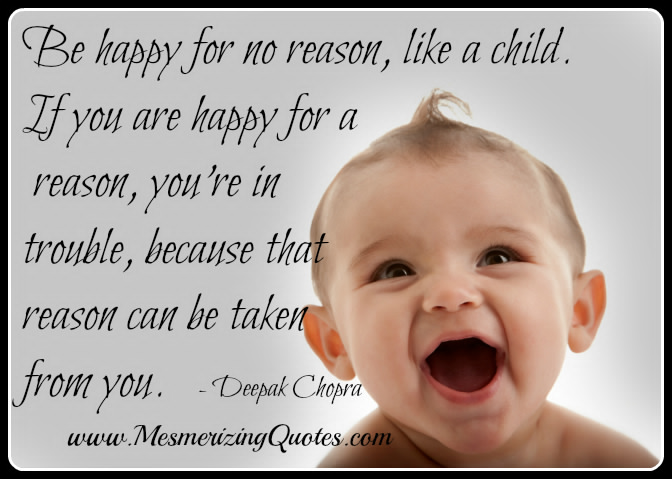 Be happy for no reason, like a child.
If you are happy for a
reason, you're in
trouble, because that
reason can be taken
from you. - Deepak Chopra
www.MesmerizingQuotes.com